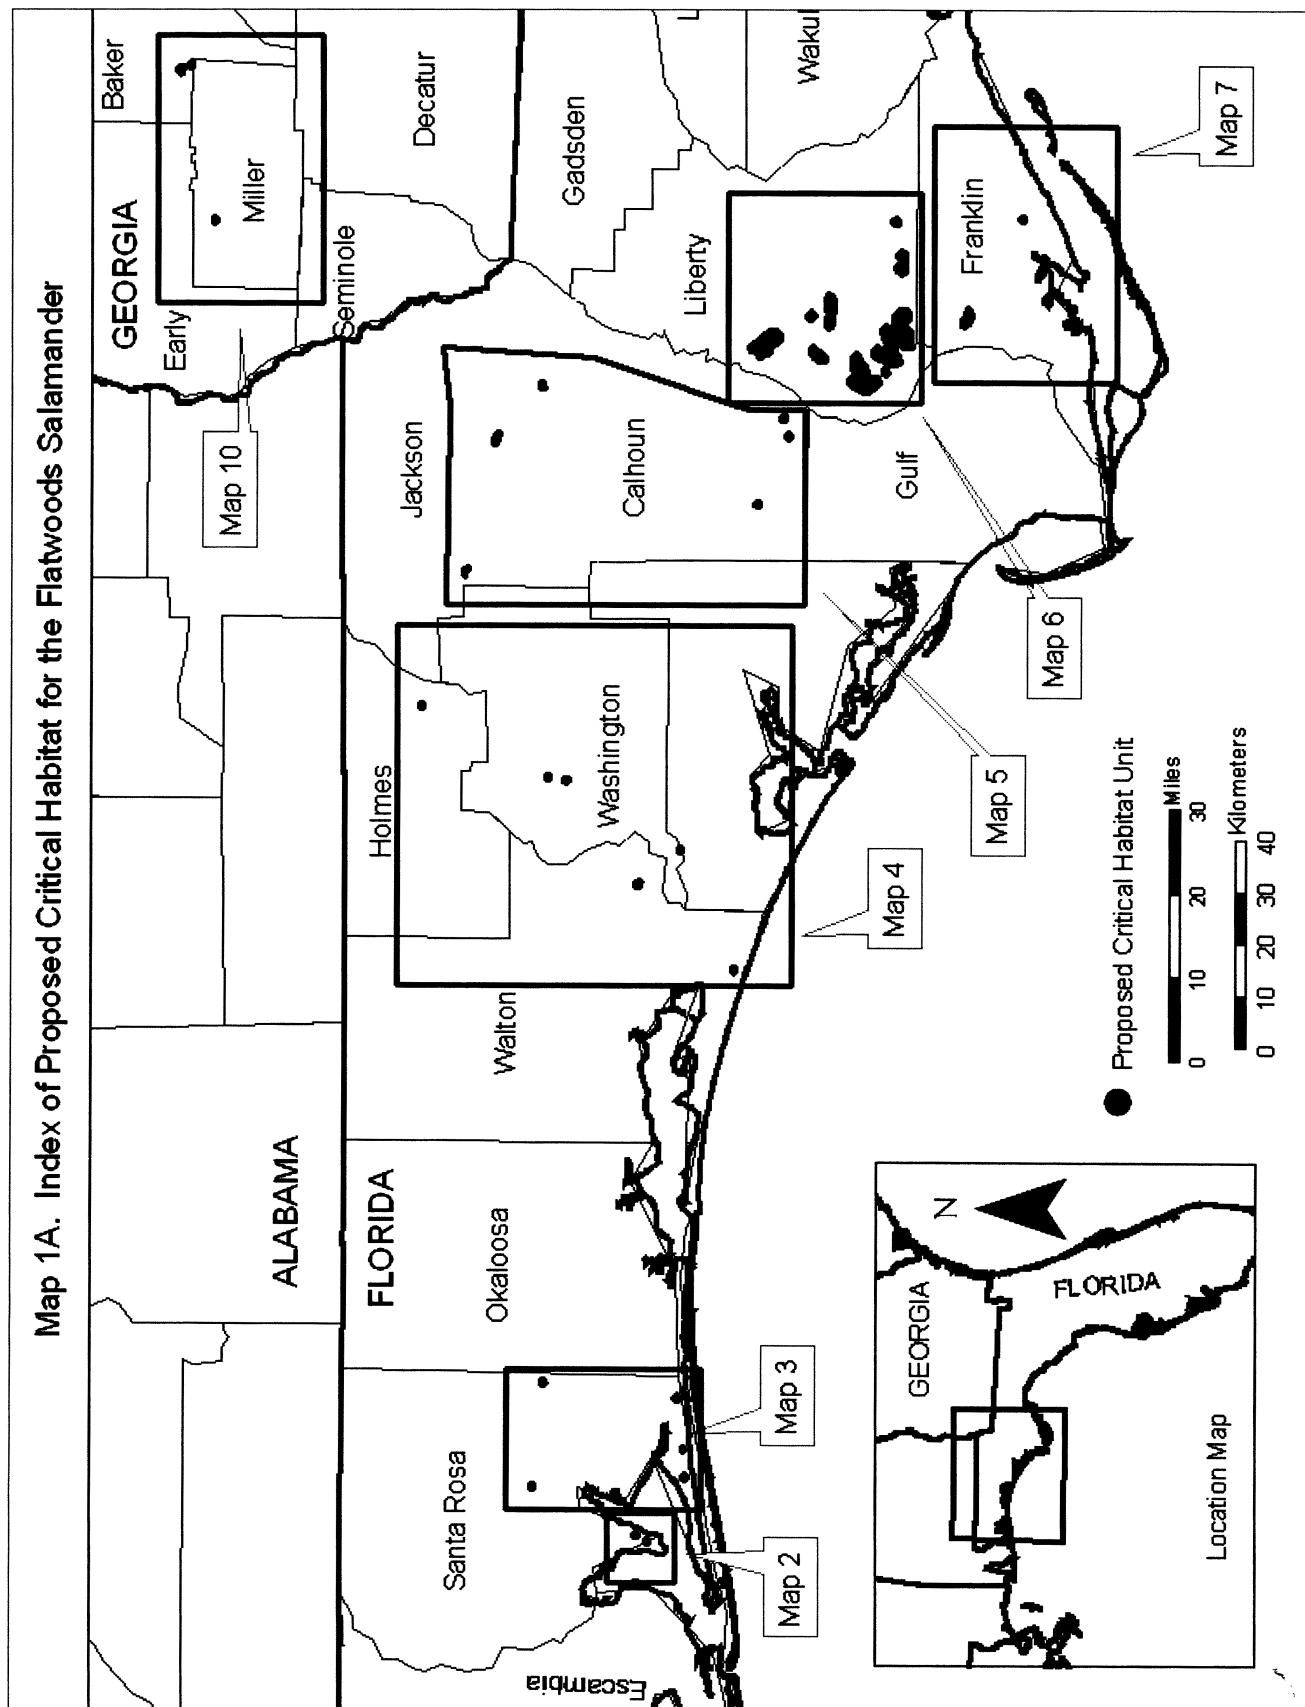 Map 1A. Index of Proposed Critical Habitat for the Flatwoods Salamander
GEORGIA
Baker
Early
Miller
Map 10
Seminole
Decatur
ALABAMA
FLORIDA
Holmes
Jackson
Gadsden
Santa Rosa
Okaloosa
Walton
Washington
Calhoun
Liberty
Wakul
L
Escambia
Gulf
Franklin
Map 2
Map 3
Map 4
Map 5
Map 6
Map 7
Proposed Critical Habitat Unit
0 10 20 30 Miles
0 10 20 30 40 Kilometers
GEORGIA
N
FLORIDA
Location Map